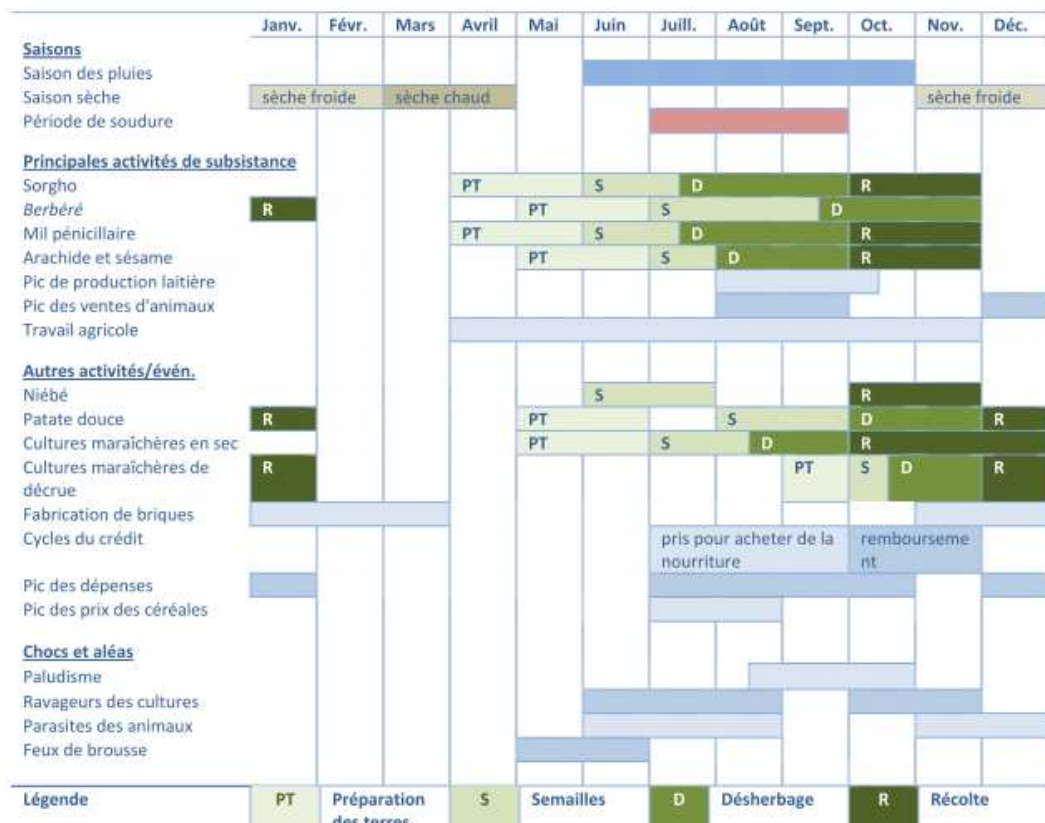 Janv. Févr. Mars Avril Mai Juin Juill. Août Sept. Oct. Nov. Déc.
Saisons
Saison des pluies
Saison sèche sèche froide sèche chaud sèche froide
Période de soudure
Principales activités de subsistance
Sorgho PT S D R
Berbéré R PT S D
Mil pénicillaire PT S D R
Arachide et sésame PT S D R
Pic de production laitière
Pic des ventes d'animaux
Travail agricole
Autres activités/évén.
Niébé S R
Patate douce R PT S D R
Cultures maraîchères en sec PT S D R
Cultures maraîchères de R PT S D R
décrue
Fabrication de briques
Cycles du crédit pris pour acheter de la rembourseme
nourriture nt
Pic des dépenses
Pic des prix des céréales
Chocs et aléas
Paludisme
Ravageurs des cultures
Parasites des animaux
Feux de brousse
Légende PT Préparation S Semailles D Désherbage R Récolte
des terres